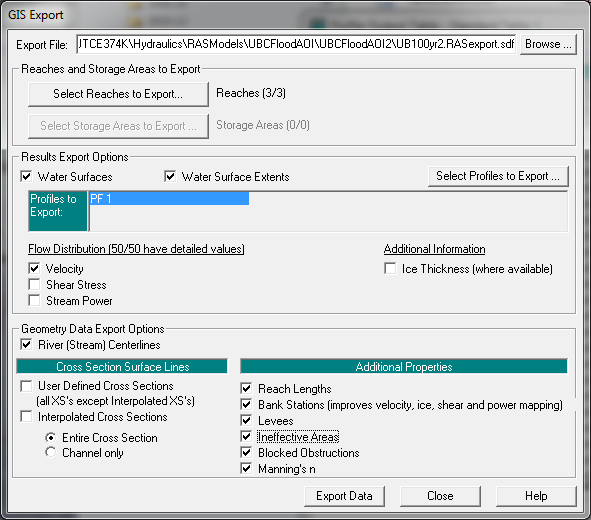 GIS Export
Export File: JTCE374K\Hydraulics\RASModels\UBCFloodAOI\UBCFloodAOI2\UB100yr2.RASexport.sdf Browse ...
Reaches and Storage Areas to Export
Select Reaches to Export... Reaches (3/3)
Select Storage Areas to Export ... Storage Areas (0/0)
Results Export Options
Water Surfaces Water Surface Extents Select Profiles to Export ...
Profiles to Export: PF 1
Flow Distribution (50/50 have detailed values) Additional Information
Velocity Ice Thickness (where available)
Shear Stress
Stream Power
Geometry Data Export Options
River (Stream) Centerlines
Cross Section Surface Lines Additional Properties
User Defined Cross Sections Reach Lengths
(all XS's except Interpolated XS's) Bank Stations (improves velocity, ice, shear and power mapping)
Interpolated Cross Sections Levees
Entire Cross Section Ineffective Areas
Channel only Blocked Obstructions
Manning's n
Export Data Close Help